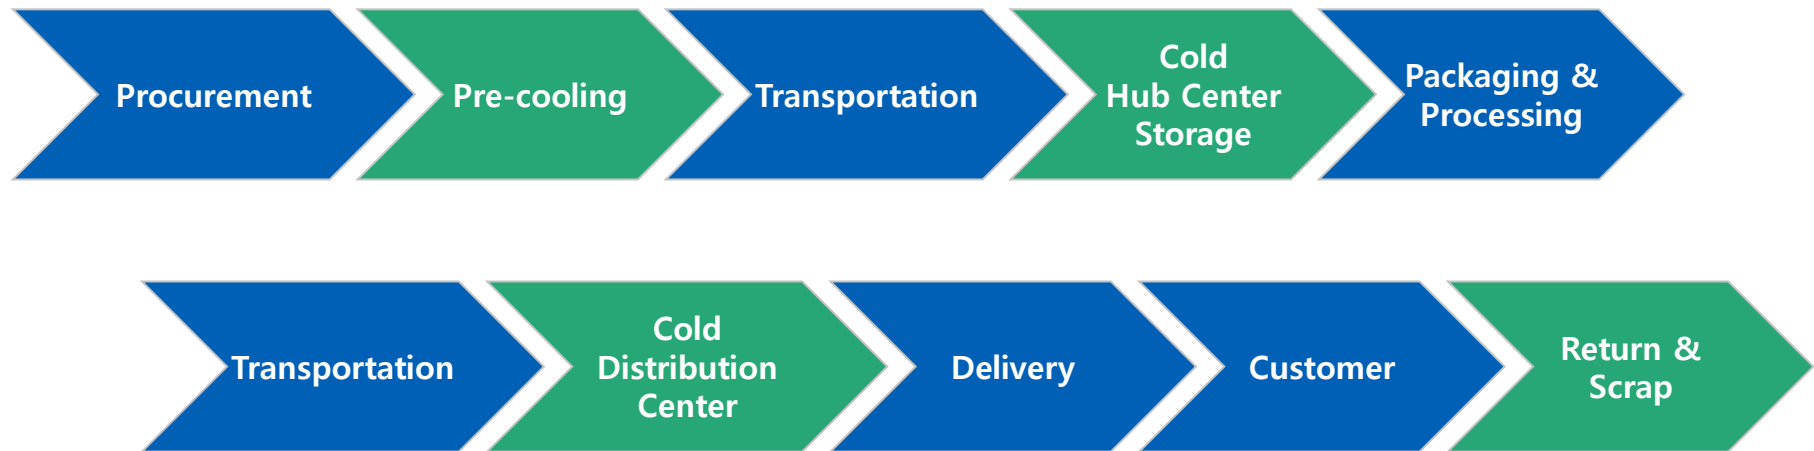 Procurement
Pre-cooling
Transportation
Cold
Hub Center
Storage
Packaging &
Processing
Transportation
Cold
Distribution
Center
Delivery
Customer
Return &
Scrap